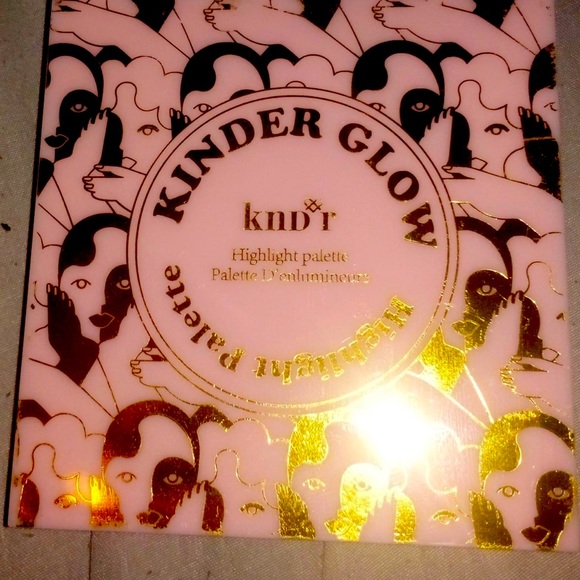 KINDER GLOW
knd*r
Highlight palette
Palette D'enlumineurs
Highlight Palette